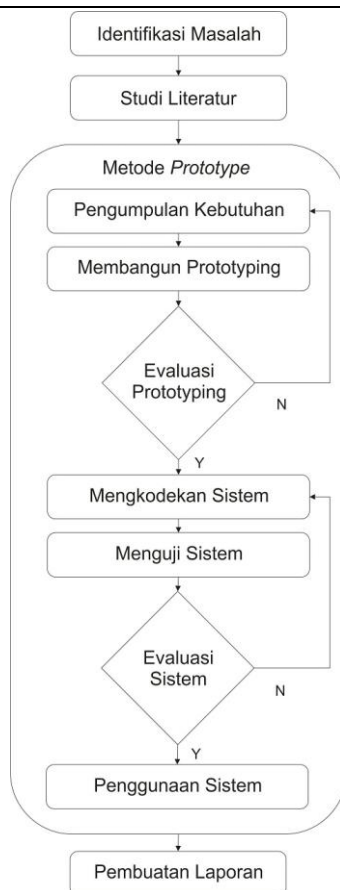 Identifikasi Masalah
Studi Literatur
Metode Prototype
Pengumpulan Kebutuhan
Membangun Prototyping
Evaluasi
Prototyping
N
Y
Mengkodekan Sistem
Menguji Sistem
Evaluasi
Sistem
N
Y
Penggunaan Sistem
Pembuatan Laporan